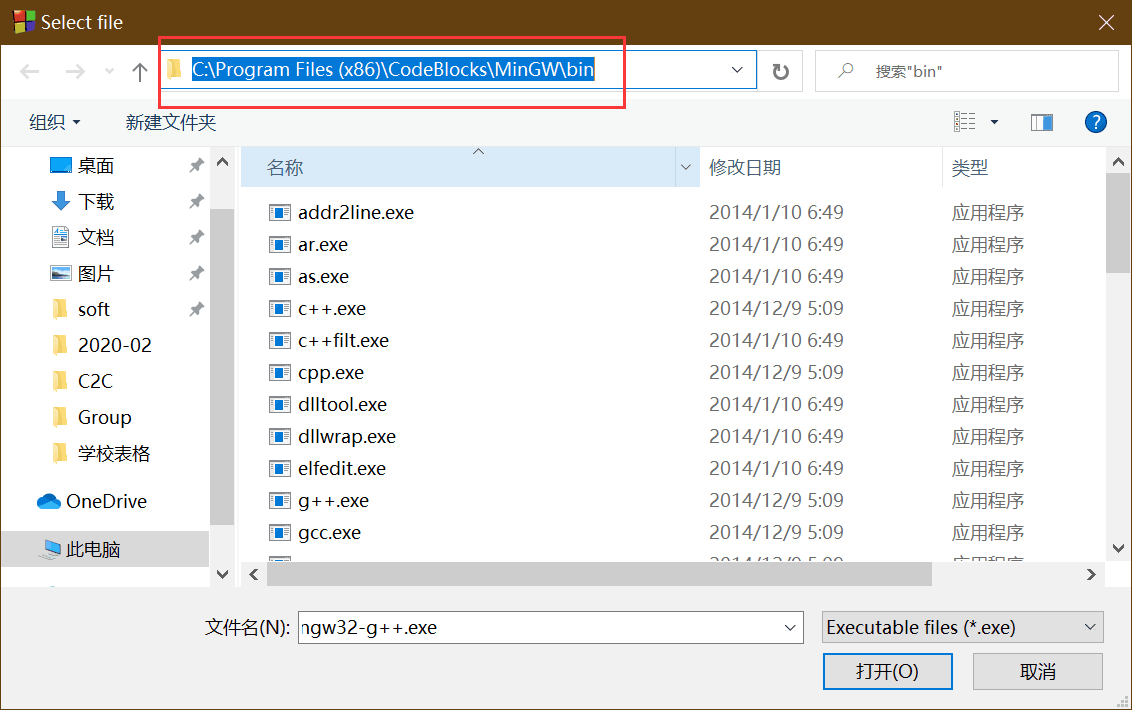 Select file
C:\Program Files (x86)\CodeBlocks\MinGW\bin
搜索"bin"
组织
新建文件夹
?
桌面
下载
文档
图片
soft
2020-02
C2C
Group
学校表格
OneDrive
此电脑
名称 修改日期 类型
addr2line.exe 2014/1/10 6:49 应用程序
ar.exe 2014/1/10 6:49 应用程序
as.exe 2014/1/10 6:49 应用程序
c++.exe 2014/12/9 5:09 应用程序
c++filt.exe 2014/1/10 6:49 应用程序
cpp.exe 2014/12/9 5:09 应用程序
dlltool.exe 2014/1/10 6:49 应用程序
dllwrap.exe 2014/1/10 6:49 应用程序
elfedit.exe 2014/1/10 6:49 应用程序
g++.exe 2014/12/9 5:09 应用程序
gcc.exe 2014/12/9 5:09 应用程序
文件名(N): ngw32-g++.exe Executable files (*.exe)
打开(O) 取消